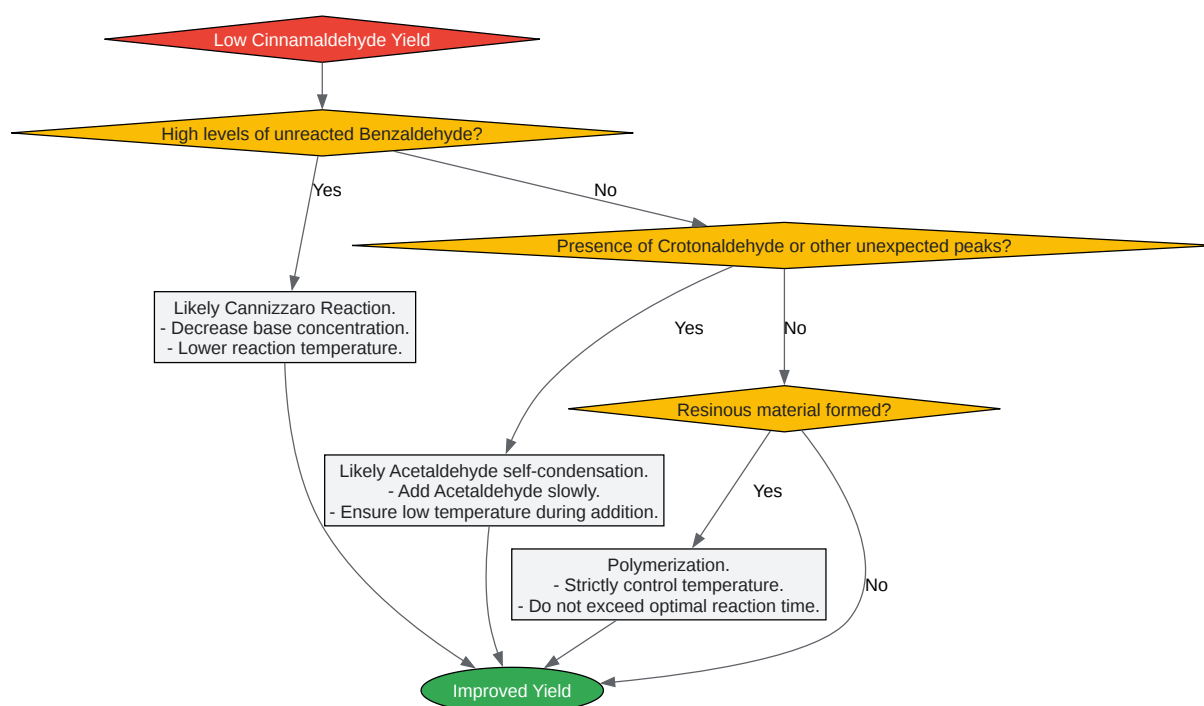 Low Cinnamaldehyde Yield
High levels of unreacted Benzaldehyde?
Yes
No
Presence of Crotonaldehyde or other unexpected peaks?
Likely Cannizzaro Reaction.
- Decrease base concentration.
- Lower reaction temperature.
Yes
No
Resinous material formed?
Likely Acetaldehyde self-condensation.
- Add Acetaldehyde slowly.
- Ensure low temperature during addition.
Yes
Polymerization.
- Strictly control temperature.
- Do not exceed optimal reaction time.
No
Improved Yield